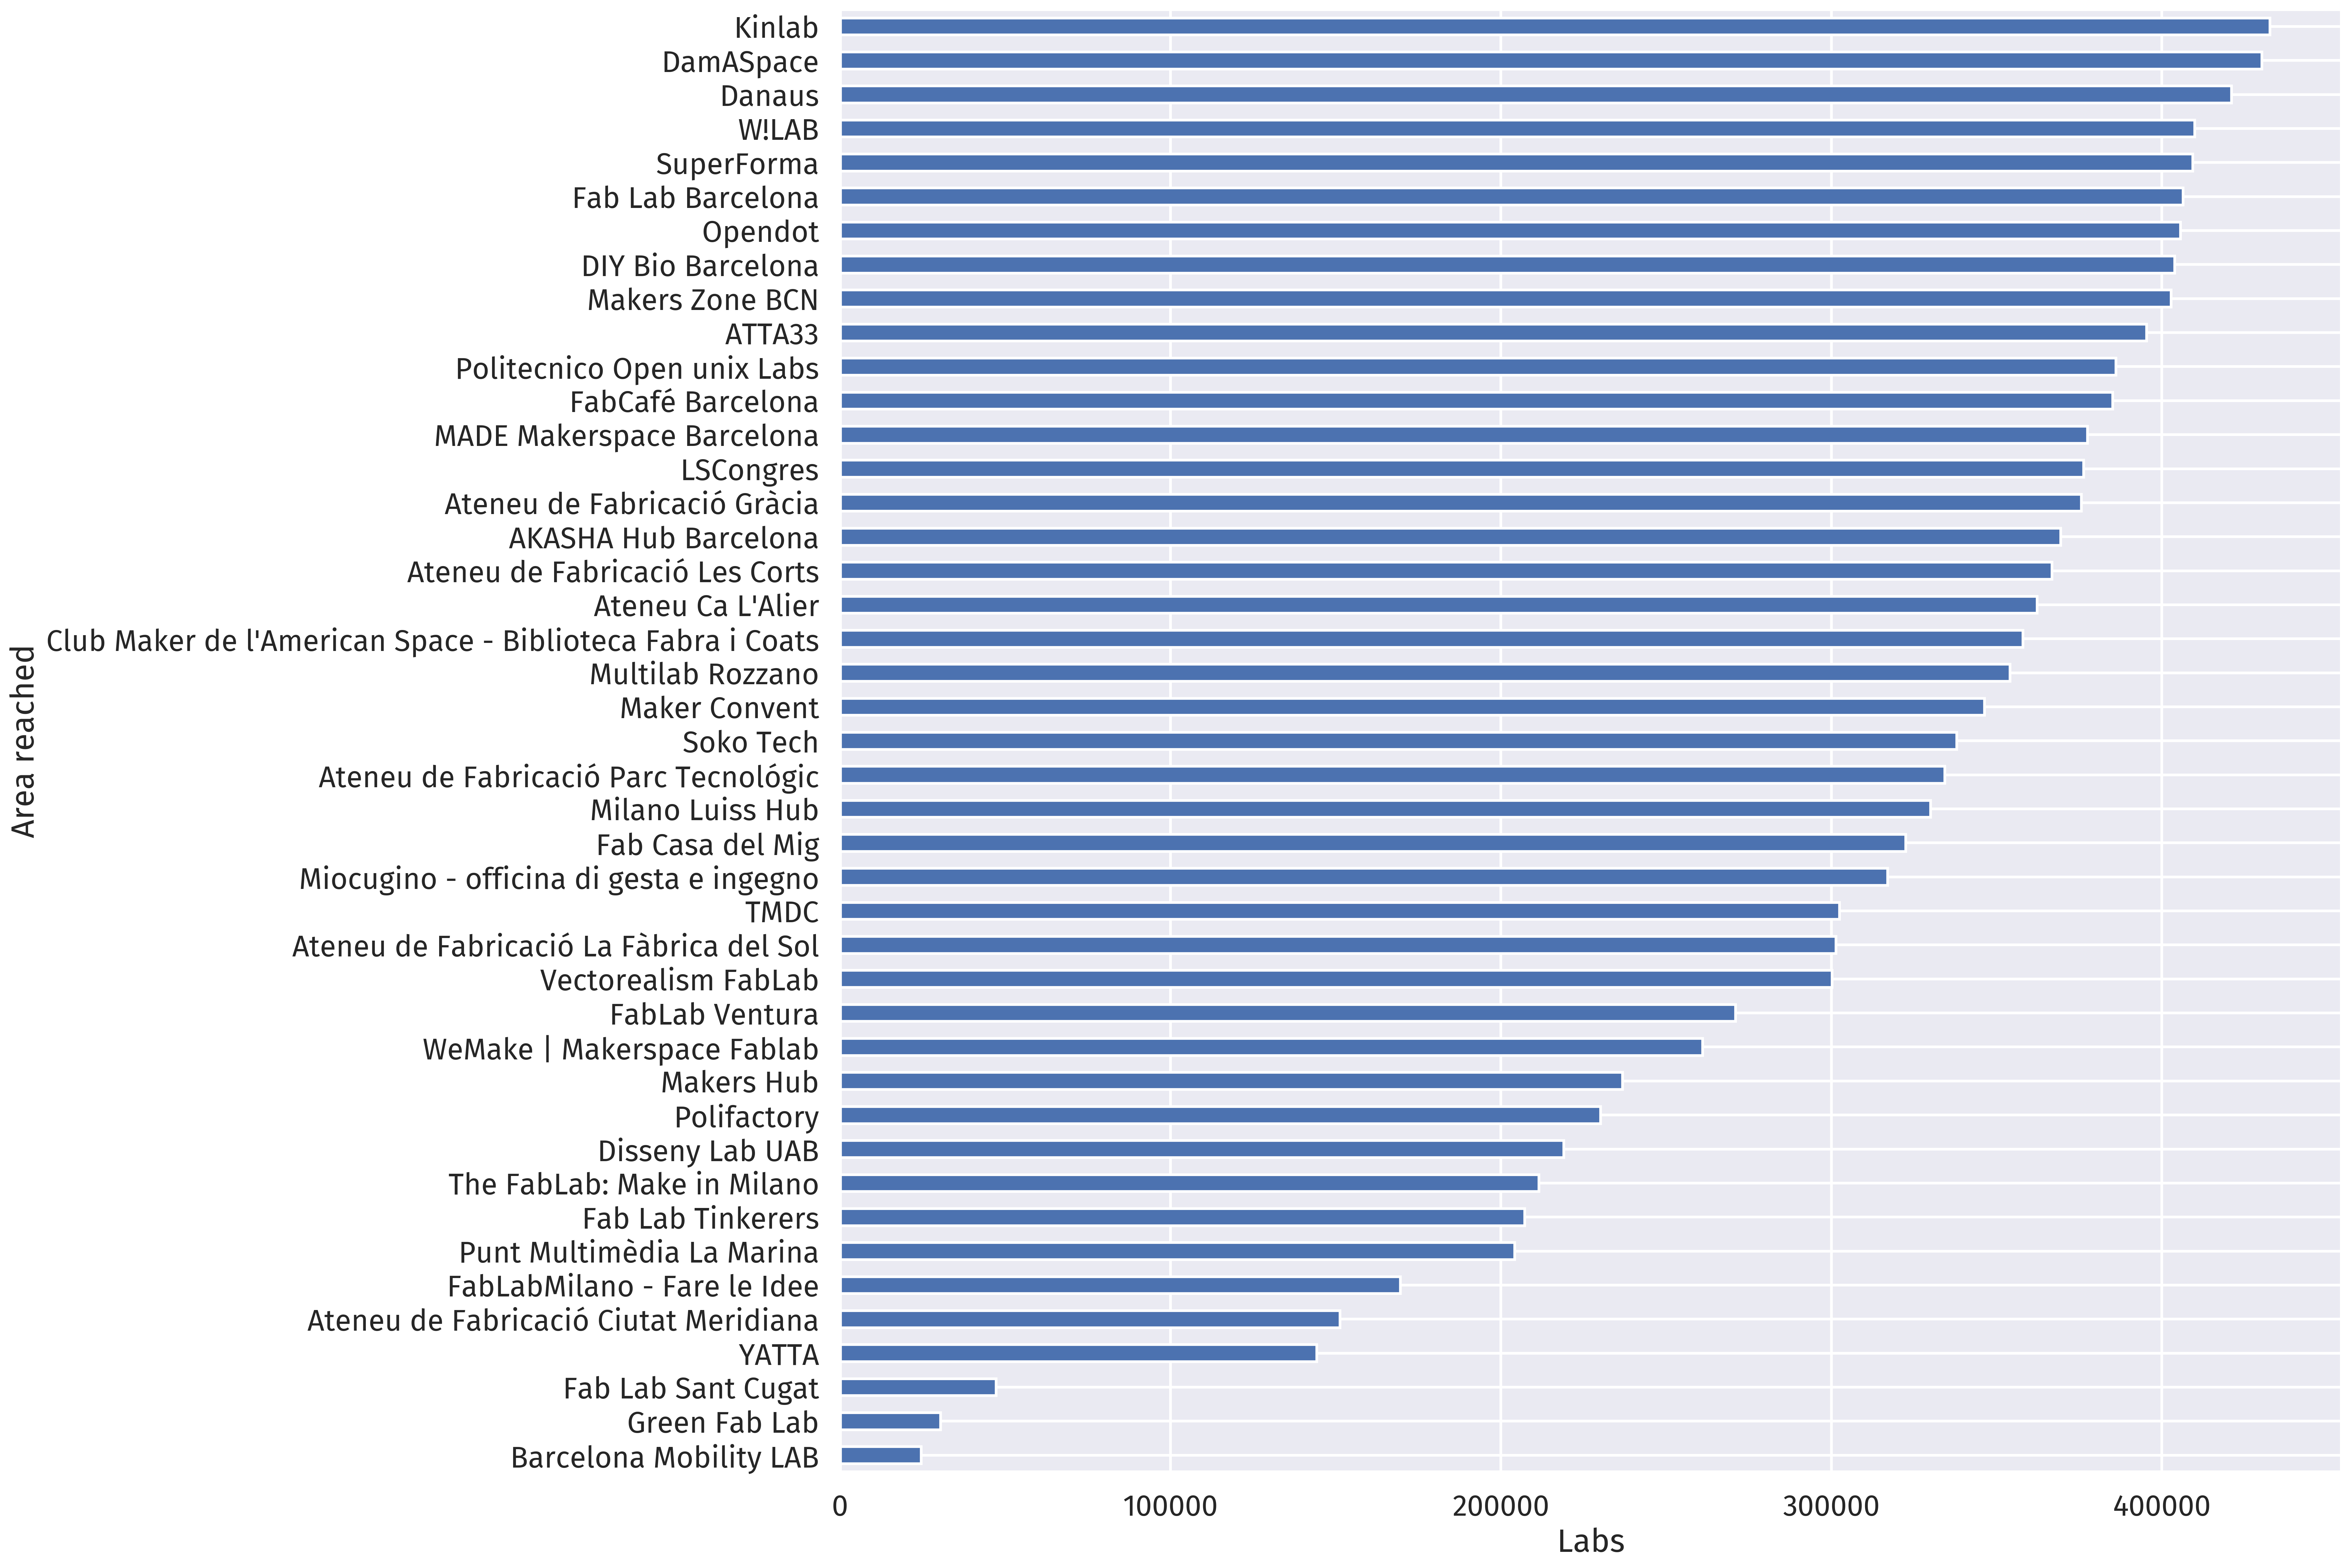 Kinlab
DamASpace
Danaus
W!LAB
SuperForma
Fab Lab Barcelona
Opendot
DIY Bio Barcelona
Makers Zone BCN
ATTA33
Politecnico Open unix Labs
FabCafé Barcelona
MADE Makerspace Barcelona
LSCongres
Ateneu de Fabricació Gràcia
AKASHA Hub Barcelona
Ateneu de Fabricació Les Corts
Ateneu Ca L'Alier
Club Maker de l'American Space - Biblioteca Fabra i Coats
Multilab Rozzano
Maker Convent
Soko Tech
Ateneu de Fabricació Parc Tecnológic
Milano Luiss Hub
Fab Casa del Mig
Miocugino - officina di gesta e ingegno
TMDC
Ateneu de Fabricació La Fàbrica del Sol
Vectorealism FabLab
FabLab Ventura
WeMake | Makerspace Fablab
Makers Hub
Polifactory
Disseny Lab UAB
The FabLab: Make in Milano
Fab Lab Tinkerers
Punt Multimèdia La Marina
FabLabMilano - Fare le Idee
Ateneu de Fabricació Ciutat Meridiana
YATTA
Fab Lab Sant Cugat
Green Fab Lab
Barcelona Mobility LAB
Area reached
0 100000 200000 300000 400000
Labs